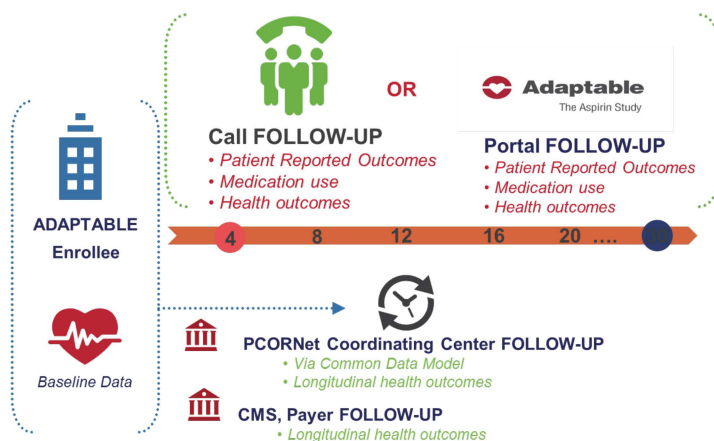 OR
Adaptable
The Aspirin Study
Call FOLLOW-UP
• Patient Reported Outcomes
• Medication use
• Health outcomes
Portal FOLLOW-UP
• Patient Reported Outcomes
• Medication use
• Health outcomes
ADAPTABLE
Enrollee
4 8 12 16 20 ....
Baseline Data
PCORNet Coordinating Center FOLLOW-UP
• Via Common Data Model
• Longitudinal health outcomes
CMS, Payer FOLLOW-UP
• Longitudinal health outcomes